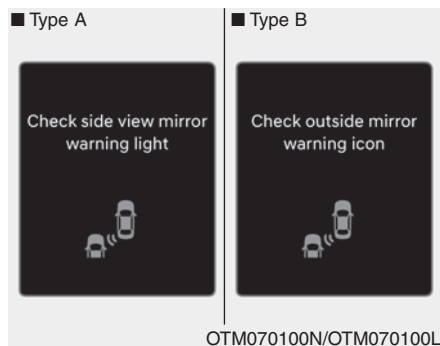 ■ Type A
Check side view mirror
warning light
■ Type B
Check outside mirror
warning icon
OTM070100N/OTM070100L